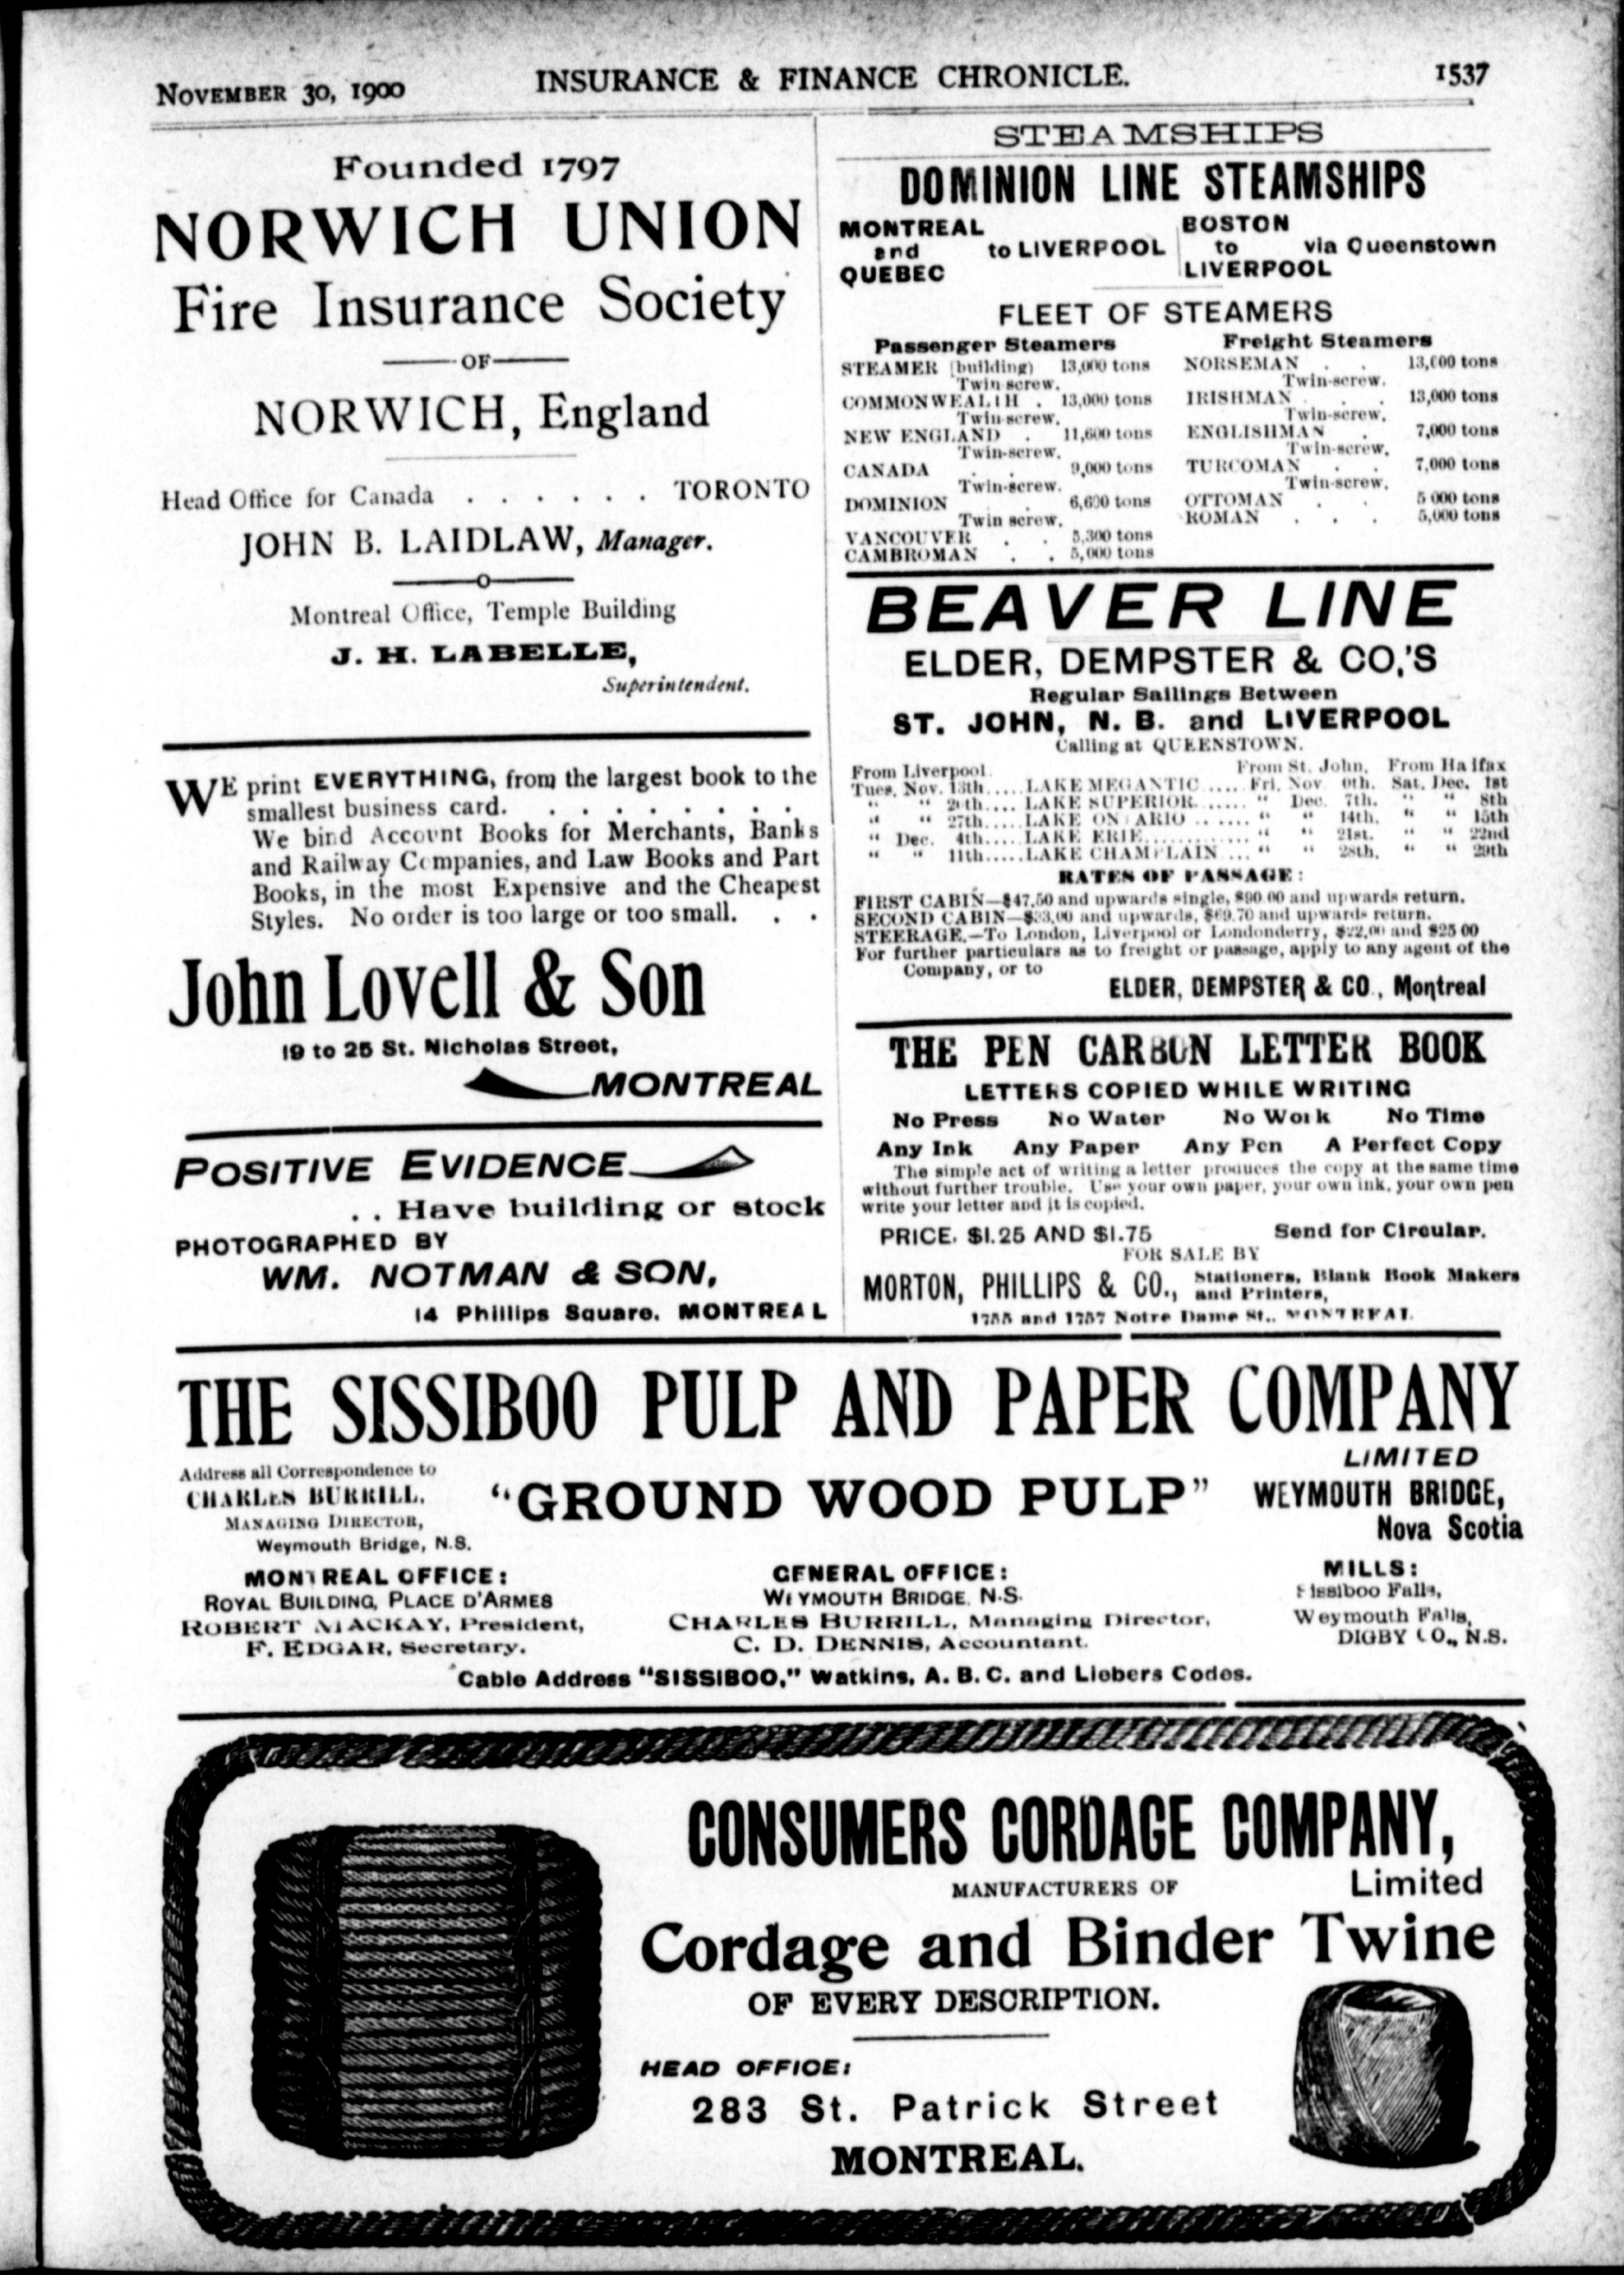 NOVEMBER 30, 1900 INSURANCE & FINANCE CHRONICLE. 1537
Founded 1797
NORWICH UNION
Fire Insurance Society
OF
NORWICH, England
Head Office for Canada . . . . . . TORONTO
JOHN B. LAIDLAW, Manager.
Montreal Office, Temple Building
J. H. LABELLE,
Superintendent.
WE print EVERYTHING, from the largest book to the
smallest business card. . . . . . . . .
We bind Account Books for Merchants, Banks
and Railway Companies, and Law Books and Part
Books, in the most Expensive and the Cheapest
Styles. No order is too large or too small. . .
John Lovell & Son
19 to 25 St. Nicholas Street,
MONTREAL
POSITIVE EVIDENCE
. . Have building or stock
PHOTOGRAPHED BY
WM. NOTMAN & SON,
14 Phillips Square, MONTREAL
STEAMSHIPS
DOMINION LINE STEAMSHIPS
MONTREAL and QUEBEC to LIVERPOOL
BOSTON to LIVERPOOL via Queenstown
FLEET OF STEAMERS
Passenger Steamers
STEAMER (building) 13,000 tons
Twin screw.
COMMONWEALTH . 13,000 tons
Twin screw.
NEW ENGLAND . 11,600 tons
Twin-screw.
CANADA . . 9,000 tons
Twin-screw.
DOMINION . 6,600 tons
Twin screw.
VANCOUVER . . 5,300 tons
CAMBROMAN . . 5,000 tons
Freight Steamers
NORSEMAN . . 13,000 tons
Twin-screw.
IRISHMAN . . . 13,000 tons
Twin-screw.
ENGLISHMAN . 7,000 tons
Twin-screw.
TURCOMAN . . 7,000 tons
Twin-screw.
OTTOMAN . . 5 000 tons
ROMAN . . . 5,000 tons
BEAVER LINE
ELDER, DEMPSTER & CO,'S
Regular Sailings Between
ST. JOHN, N. B. and LIVERPOOL
Calling at QUEENSTOWN.
From Liverpool. From St. John. From Halifax
Tues, Nov. 13th.....LAKE MEGANTIC ..... Fri. Nov. Sat. Dec. 1st
" " 20th.... LAKE SUPERIOR....... " Dec. 7th. " " 8th
" " 27th.....LAKE ONTARIO ....... " " 14th. " " 15th
" Dec. 4th.....LAKE ERIE............ " " 21st. " " 22nd
" " 11th.....LAKE CHAMPLAIN ... " " 28th. " " 29th
RATES OF PASSAGE:
FIRST CABIN—$47.50 and upwards single, $90.00 and upwards return.
SECOND CABIN and upwards, $69.70 and upwards return.
STEERAGE.—To London, Liverpool or Londonderry, $22.00 and $25 00
For further particulars as to freight or passage, apply to any agent of the
Company, or to
ELDER, DEMPSTER & CO., Montreal
THE PEN CARBON LETTER BOOK
LETTERS COPIED WHILE WRITING
No Press No Water No Work No Time
Any Ink Any Paper Any Pen A Perfect Copy
The simple act of writing a letter produces the copy at the same time
without further trouble. Use your own paper, your own ink, your own pen
write your letter and it is copied.
PRICE. $1.25 AND $1.75 Send for Circular.
FOR SALE BY
MORTON, PHILLIPS & CO., Stationers, Blank Book Makers
and Printers,
1755 and 1757 Notre Dame St., MONTREAL
THE SISSIBOO PULP AND PAPER COMPANY
LIMITED
Address all Correspondence to
CHARLES BURRILL,
MANAGING DIRECTOR,
Weymouth Bridge, N.S.
"GROUND WOOD PULP"
WEYMOUTH BRIDGE,
Nova Scotia
MONTREAL OFFICE:
ROYAL BUILDING, PLACE D'ARMES
ROBERT MACKAY, President,
F. EDGAR, Secretary.
GENERAL OFFICE:
WEYMOUTH BRIDGE, N.S.
CHARLES BURRILL, Managing Director,
C. D. DENNIS, Accountant.
MILLS:
Sissiboo Falls,
Weymouth Falls,
DIGBY CO., N.S.
Cable Address "SISSIBOO," Watkins, A. B. C. and Liebers Codes.
CONSUMERS CORDAGE COMPANY,
Limited
MANUFACTURERS OF
Cordage and Binder Twine
OF EVERY DESCRIPTION.
HEAD OFFICE:
283 St. Patrick Street
MONTREAL.